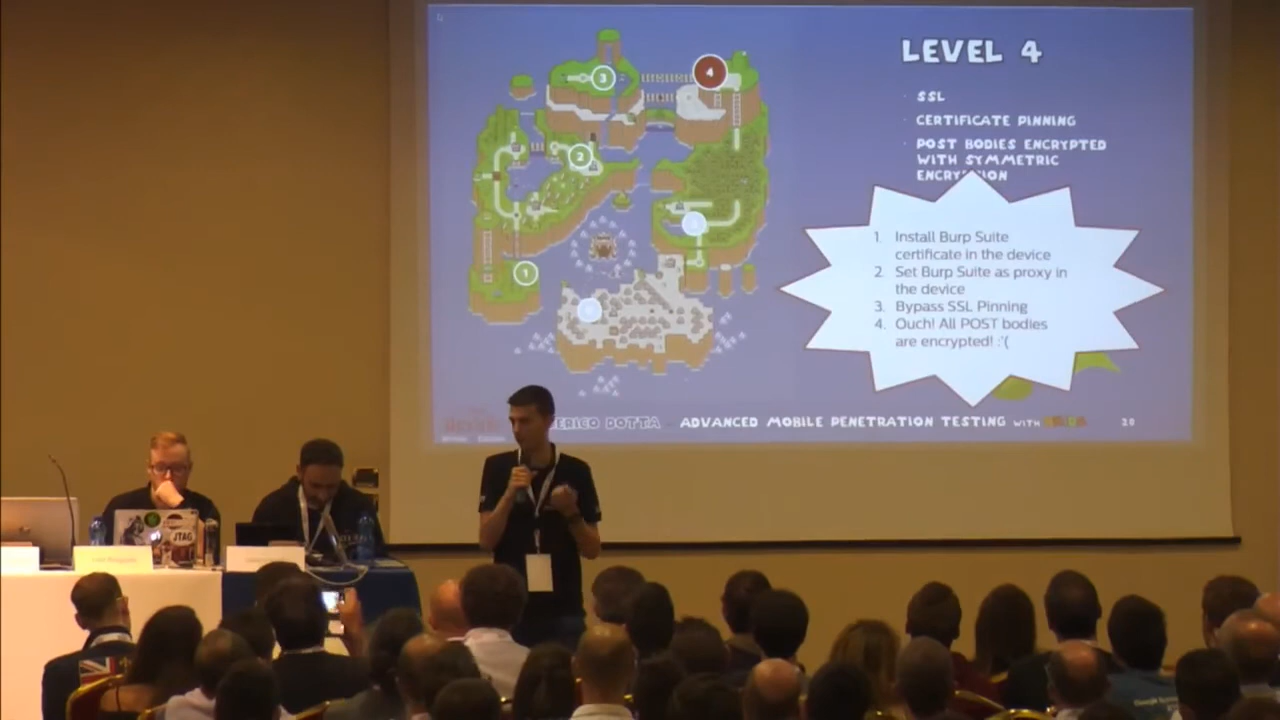 LEVEL 4
SSL
CERTIFICATE PINNING
POST BODIES ENCRYPTED
WITH SYMMETRIC
1. Install Burp Suite
certificate in the device
2. Set Burp Suite as proxy in
the device
3. Bypass SSL Pinning
4. Ouch! All POST bodies
are encrypted! :'(
3
4
2
1
DOTTA ADVANCED MOBILE PENETRATION TESTING WITH
20
JTAG